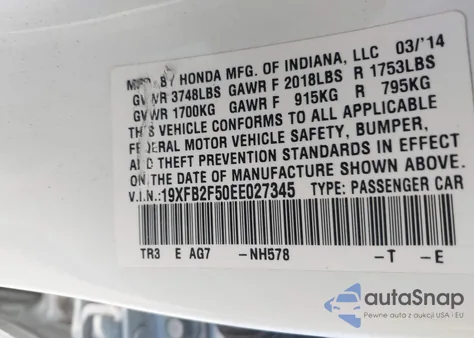 MFD. BY HONDA MFG. OF INDIANA, LLC 03/'14
GVWR 3748LBS GAWR F 2018LBS R 1753LBS
GVWR 1700KG GAWR F 915KG R 795KG
THIS VEHICLE CONFORMS TO ALL APPLICABLE
FEDERAL MOTOR VEHICLE SAFETY, BUMPER,
AND THEFT PREVENTION STANDARDS IN EFFECT
ON THE DATE OF MANUFACTURE SHOWN ABOVE.
V.I.N.:19XFB2F50EE027345 TYPE: PASSENGER CAR
TR3 E AG7 -NH578 -T -E
autoSnap
Pewne auta z aukcji USA i EU